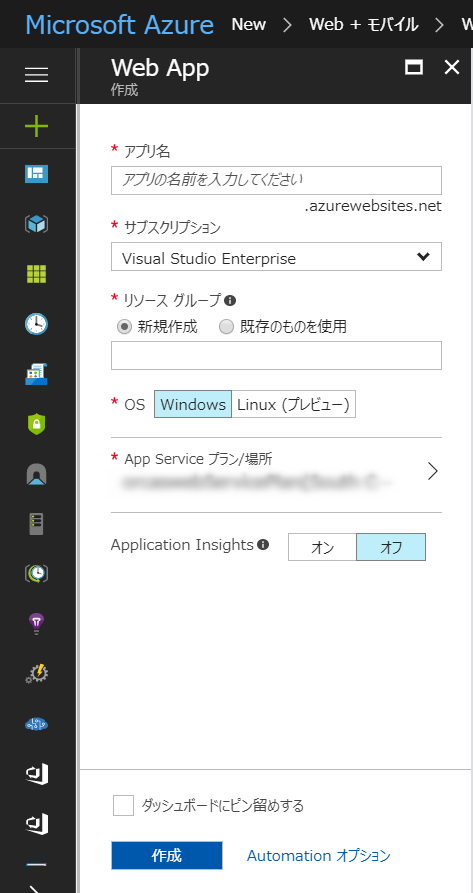 Microsoft Azure New > Web + モバイル > W
Web App
作成
* アプリ名
アプリの名前を入力してください
.azurewebsites.net
* サブスクリプション
Visual Studio Enterprise
* リソース グループ
新規作成 既存のものを使用
* OS Windows Linux (プレビュー)
* App Service プラン/場所
Application Insights オン オフ
ダッシュボードにピン留めする
作成 Automation オプション